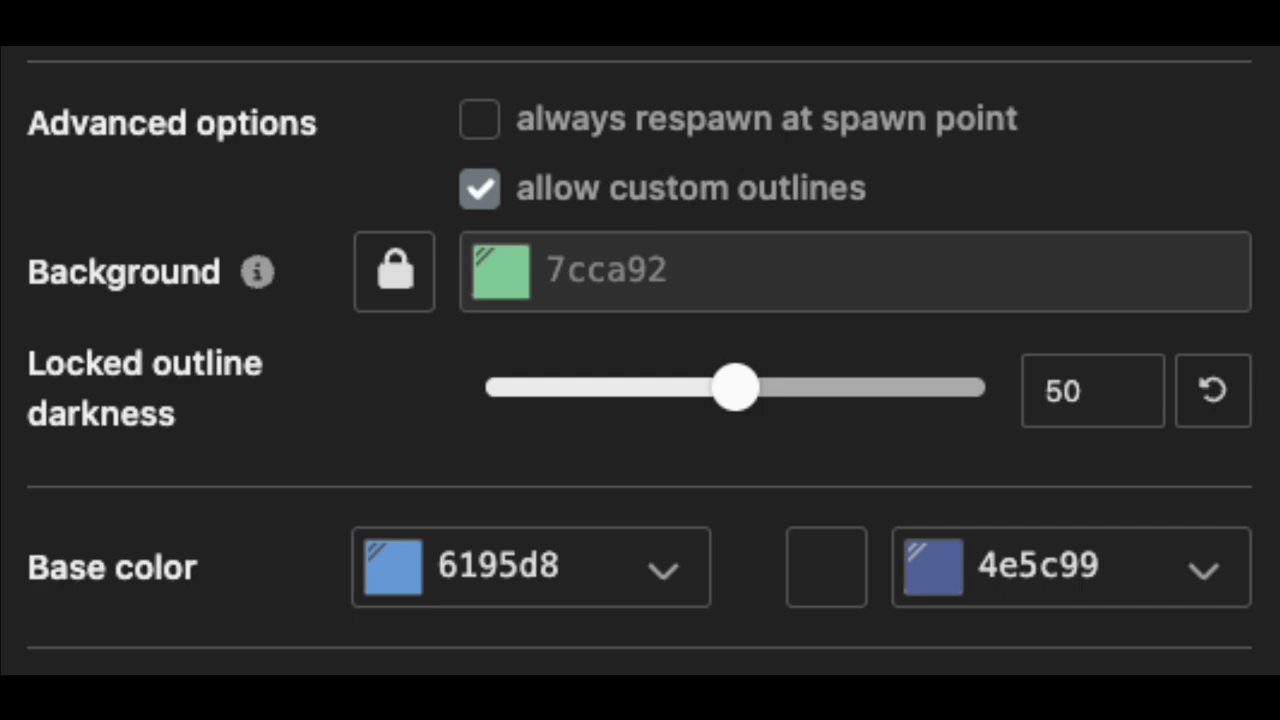 Advanced options
always respawn at spawn point
allow custom outlines
Background
7cca92
Locked outline
darkness
50
Base color
6195d8
4e5c99